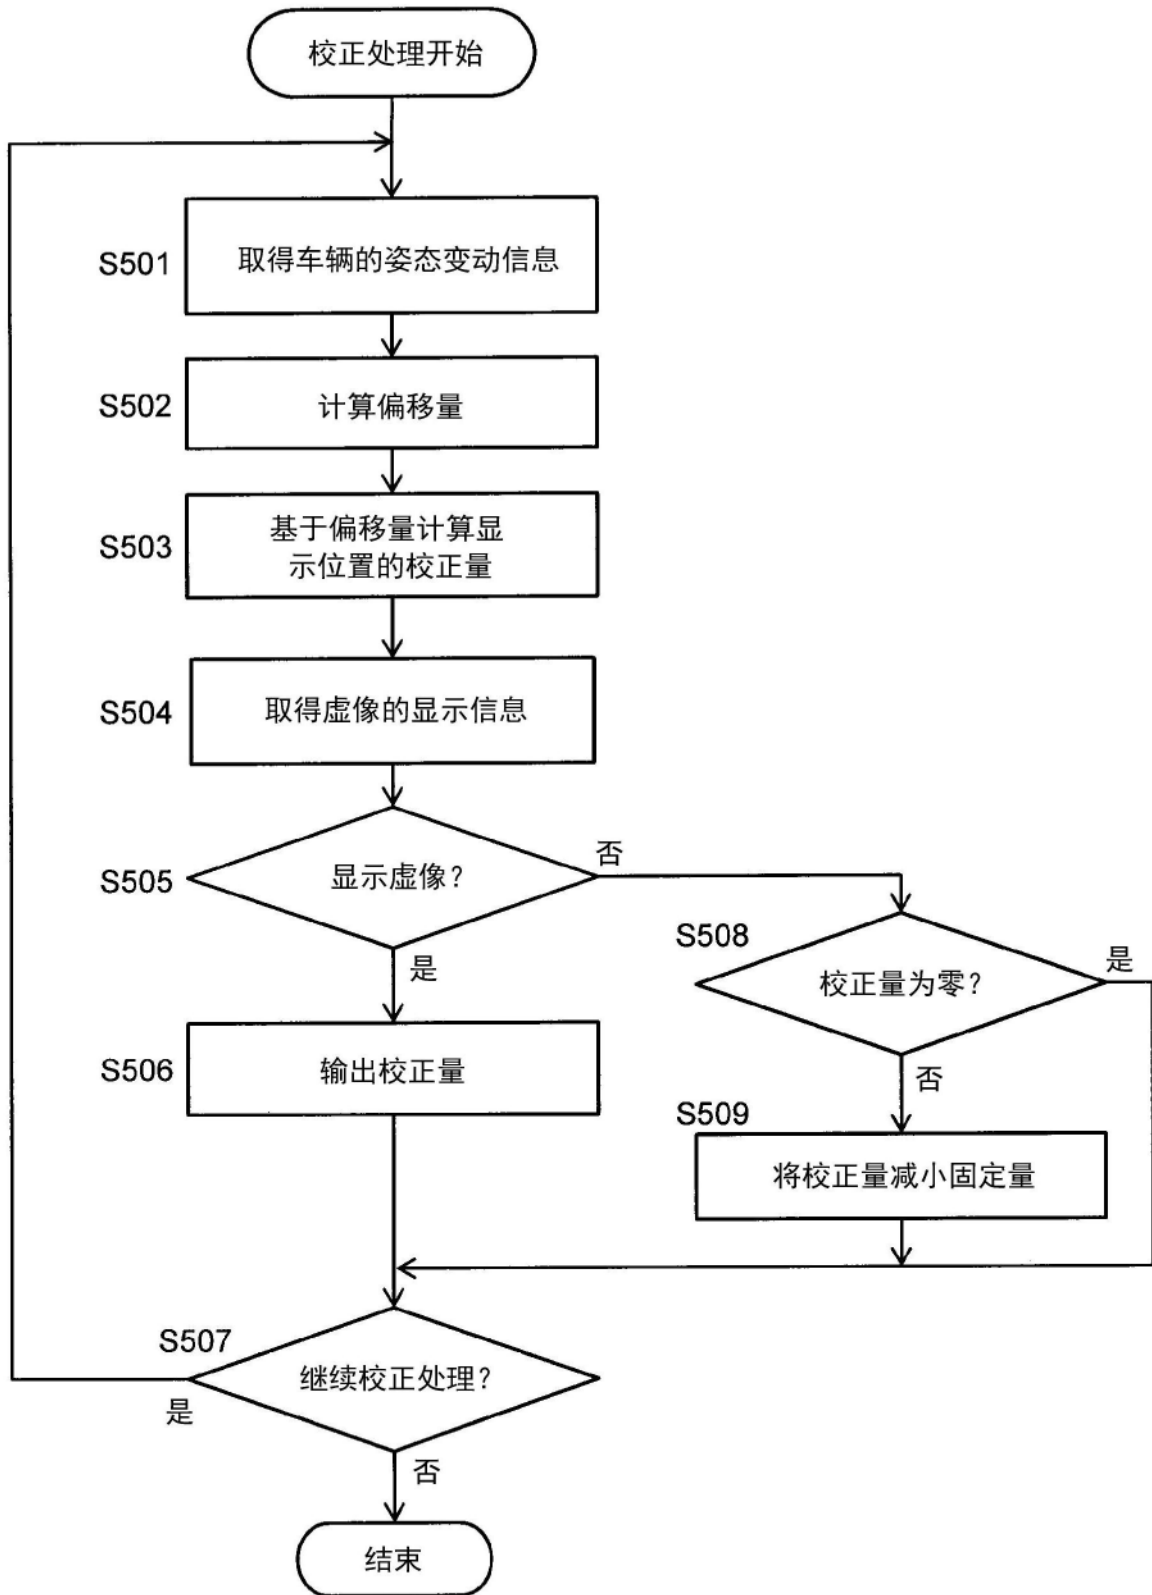 校正处理开始
S501
取得车辆的姿态变动信息
S502
计算偏移量
S503
基于偏移量计算显
示位置的校正量
S504
取得虚像的显示信息
S505
显示虚像？
否
是
S508
校正量为零？
是
否
S506
输出校正量
S509
将校正量减小固定量
S507
继续校正处理？
是
否
结束